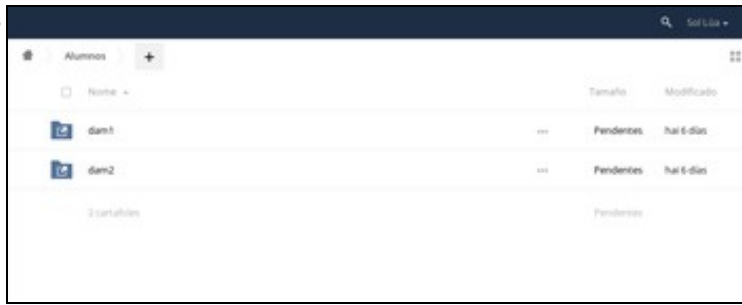 Sol Lúa
Alumnos
Nome Tamaño Modificado
dam1 Pendentes hai 6 días
dam2 Pendentes hai 6 días
2 cartafoles Pendentes